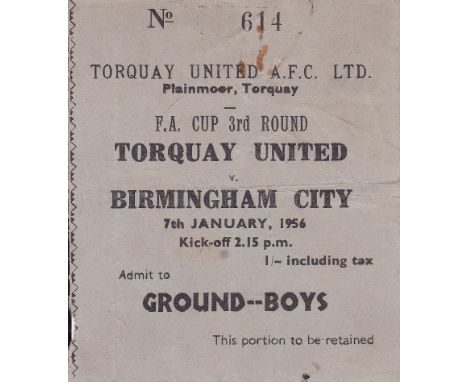 No 614
TORQUAY UNITED A.F.C. LTD.
Plainmoor, Torquay
F.A. CUP 3rd ROUND
TORQUAY UNITED
v.
BIRMINGHAM CITY
7th JANUARY, 1956
Kick-off 2.15 p.m.
1/- including tax
Admit to
GROUND--BOYS
This portion to be retained